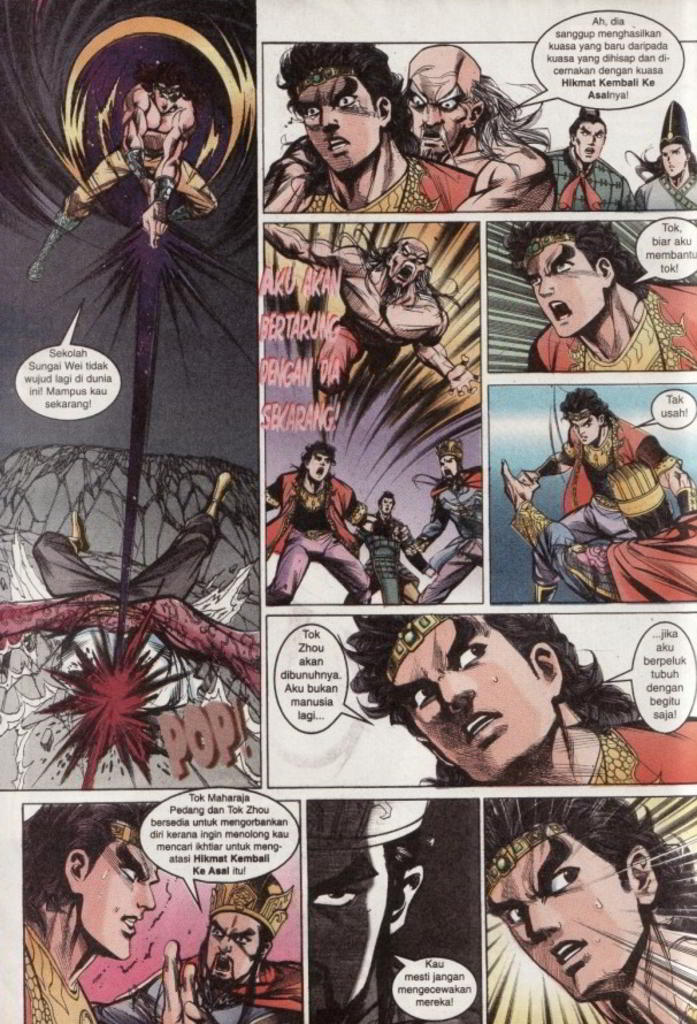 Sekolah
Sungai Wei tidak
wujud lagi di dunia
ini! Mampus kau
sekarang!
POP!
Ah, dia
sanggup menghasilkan
kuasa yang baru daripada
kuasa yang dihisap dan di-
cernakan dengan kuasa
Hikmat Kembali Ke
Asalnya!
AKU AKAN
BERTARUNG
DENGAN DIA
SEKARANG!
Tok,
biar aku
membantu
tok!
Tak
usah!
Tok
Zhou
akan
dibunuhnya.
Aku bukan
manusia
lagi...
...jika
aku
berpeluk
tubuh
dengan
begitu
saja!
Tok Maharaja
Pedang dan Tok Zhou
bersedia untuk mengorbankan
diri kerana ingin menolong kau
mencari ikhtiar untuk meng-
atasi Hikmat Kembali
Ke Asal itu!
Kau
mesti jangan
mengecewakan
mereka!